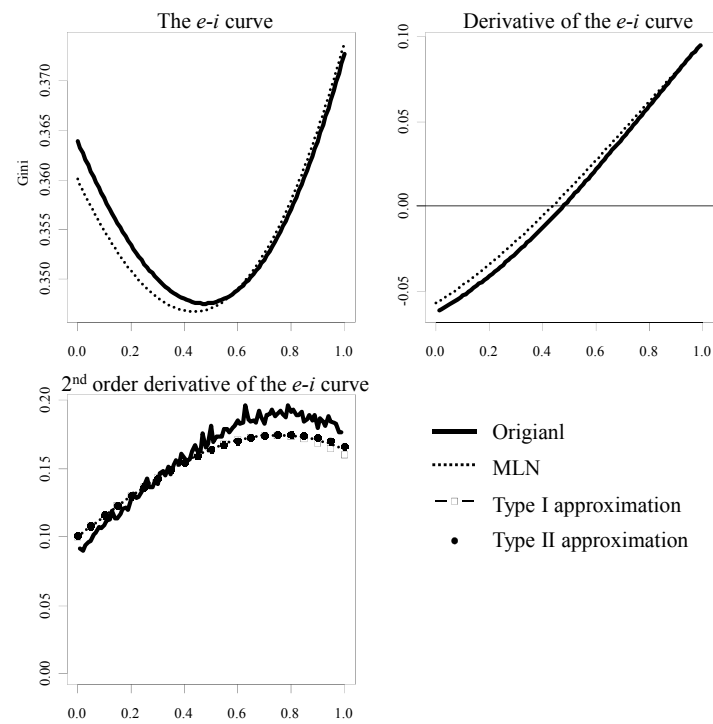 The e-i curve
Derivative of the e-i curve
Gini
0.370
0.365
0.360
0.355
0.350
0.0 0.2 0.4 0.6 0.8 1.0
0.10
0.05
0.00
-0.05
0.0 0.2 0.4 0.6 0.8 1.0
2nd order derivative of the e-i curve
0.20
0.15
0.10
0.05
0.00
0.0 0.2 0.4 0.6 0.8 1.0
Origianl
MLN
Type I approximation
Type II approximation